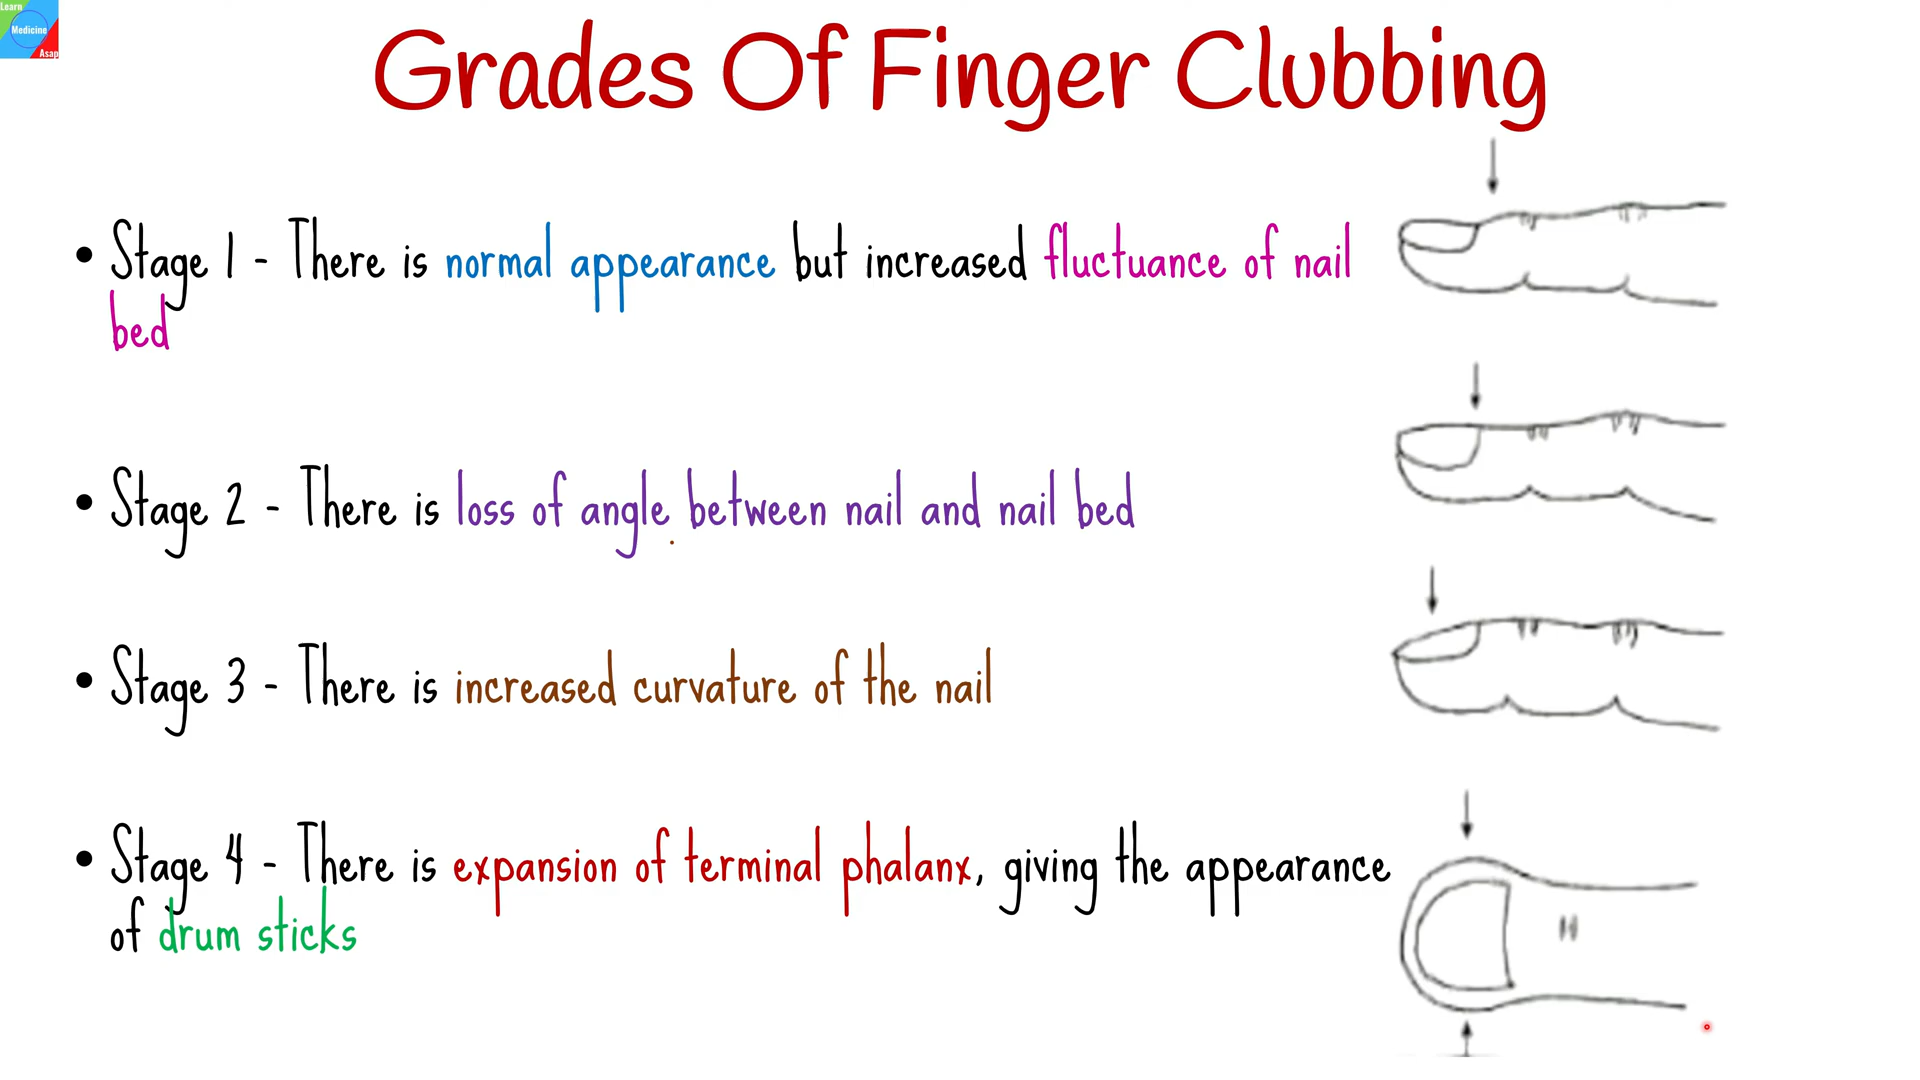 Learn
Medicine
Asap
Grades Of Finger Clubbing
• Stage 1 - There is normal appearance but increased fluctuance of nail
bed
• Stage 2 - There is loss of angle between nail and nail bed
• Stage 3 - There is increased curvature of the nail
• Stage 4 - There is expansion of terminal phalanx, giving the appearance
of drum sticks